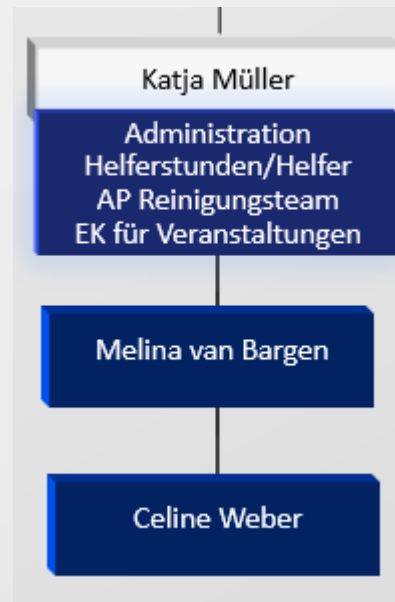 Katja Müller
Administration
Helferstunden/Helfer
AP Reinigungsteam
EK für Veranstaltungen
Melina van Bargen
Celine Weber